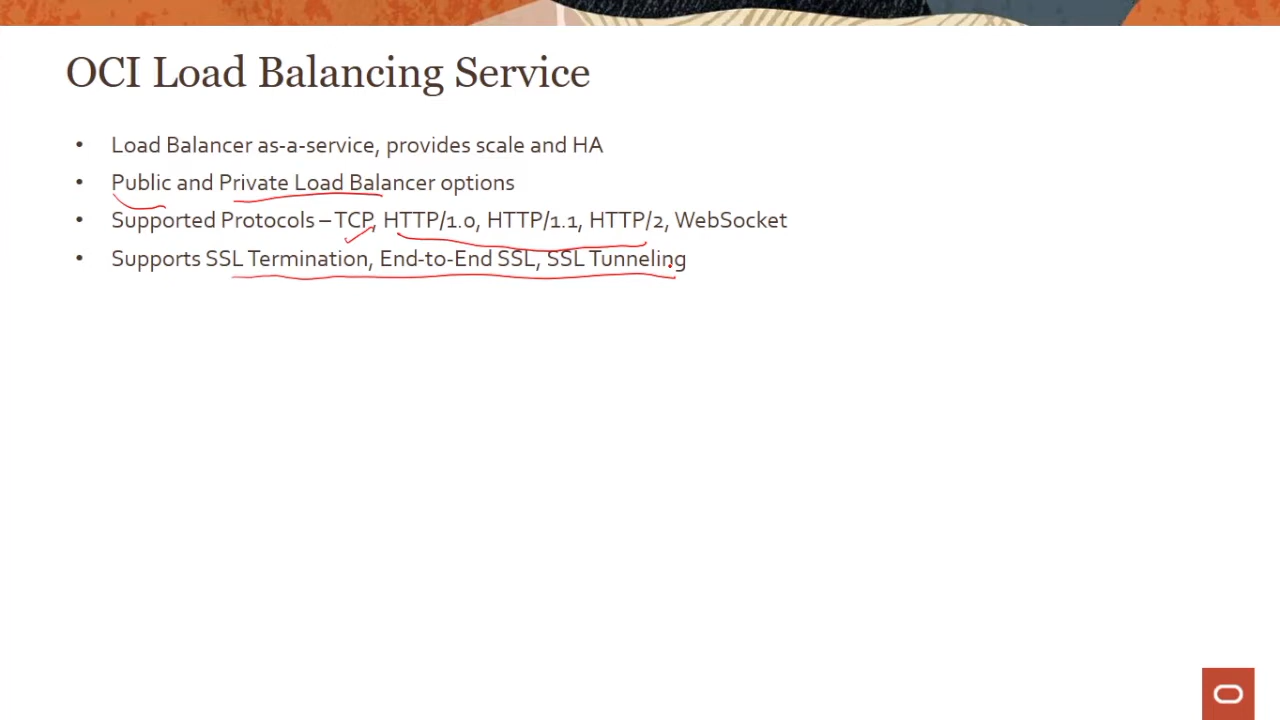 OCI Load Balancing Service
• Load Balancer as-a-service, provides scale and HA
• Public and Private Load Balancer options
• Supported Protocols – TCP, HTTP/1.0, HTTP/1.1, HTTP/2, WebSocket
• Supports SSL Termination, End-to-End SSL, SSL Tunneling